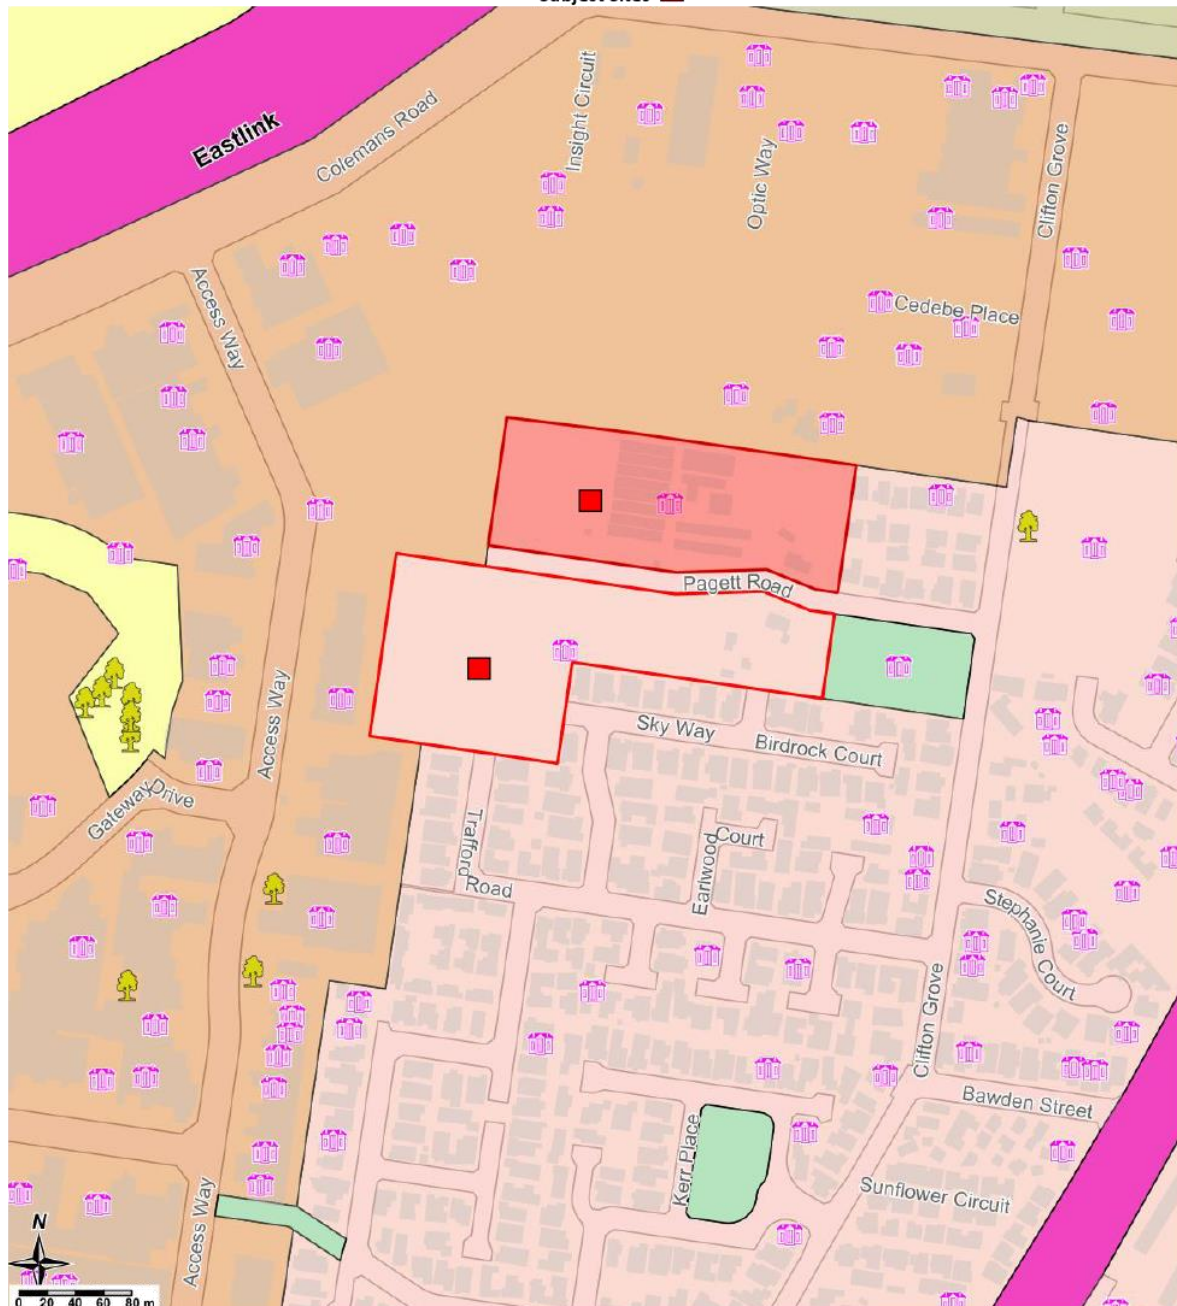 Subject Sites
Eastlink
Colemans Road
Insight Circuit
Optic Way
Clifton Grove
Access Way
Cedebe Place
Pagett Road
Sky Way
Birdrock Court
Access Way
Gateway Drive
Trafford
Road
Earlwood
Court
Stephanie Court
Clifton Grove
Bawden Street
Kerr Place
Sunflower Circuit
Access Way
N
0 20 40 60 80 m